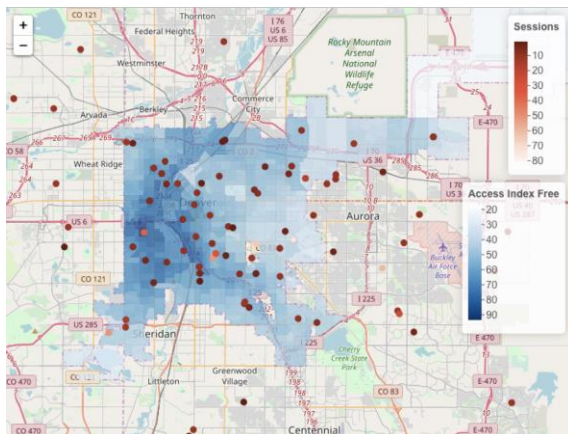 CO 121
Thornton
Federal Heights
I 76
US 6
US 85
Westminster
Rocky Mountain
Arsenal
National
Wildlife
Refuge
Commerce
City
Berkley
Arvada
CO 58
Wheat Ridge
US 36
E-470
I 70
Denver
Aurora
US 6
Buckley
Air Force
Base
CO 121
I 225
US 285
Sheridan
I 225
Cherry
Creek State
Park
Greenwood
Village
Littleton
CO 470
CO 83
E-470
CO 470
Centennial
+
−
Sessions
10
20
30
40
50
60
70
80
Access Index Free
20
30
40
50
60
70
80
90